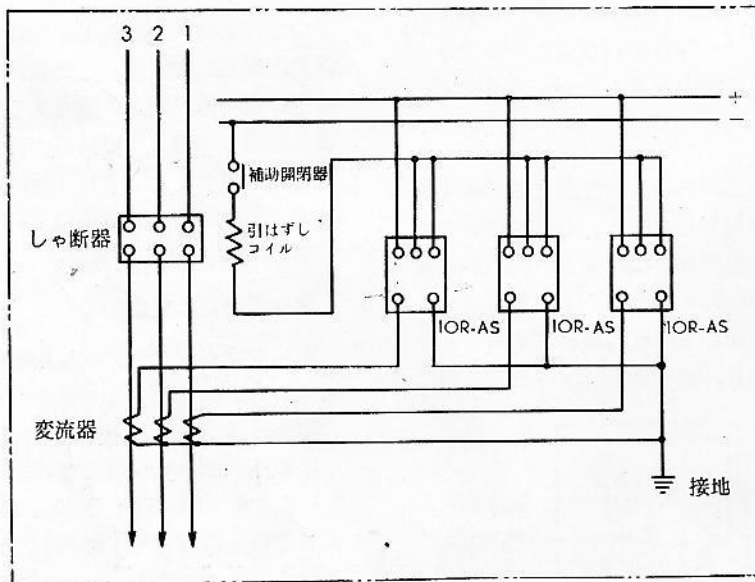 3 2 1
+
−
補助開閉器
引はずし
コイル
しゃ断器
IOR-AS
IOR-AS
IOR-AS
変流器
接地